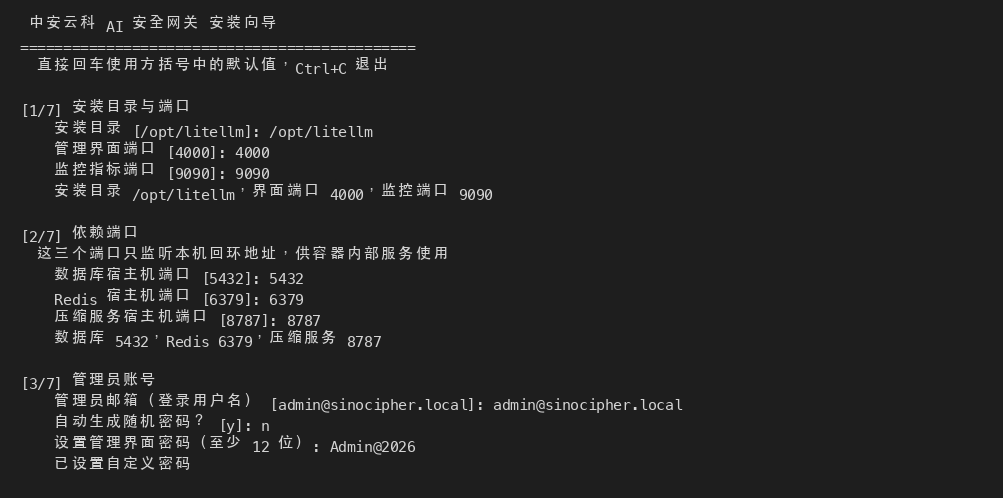 中安云科 AI 安全网关 安装向导
==============================================
直接回车使用方括号中的默认值，Ctrl+C 退出
[1/7] 安装目录与端口
安装目录 [/opt/litellm]: /opt/litellm
管理界面端口 [4000]: 4000
监控指标端口 [9090]: 9090
安装目录 /opt/litellm，界面端口 4000，监控端口 9090
[2/7] 依赖端口
这三个端口只监听本机回环地址，供容器内部服务使用
数据库宿主机端口 [5432]: 5432
Redis 宿主机端口 [6379]: 6379
压缩服务宿主机端口 [8787]: 8787
数据库 5432，Redis 6379，压缩服务 8787
[3/7] 管理员账号
管理员邮箱（登录用户名） [admin@sinocipher.local]: admin@sinocipher.local
自动生成随机密码？ [y]: n
设置管理界面密码（至少 12 位）: Admin@2026
已设置自定义密码